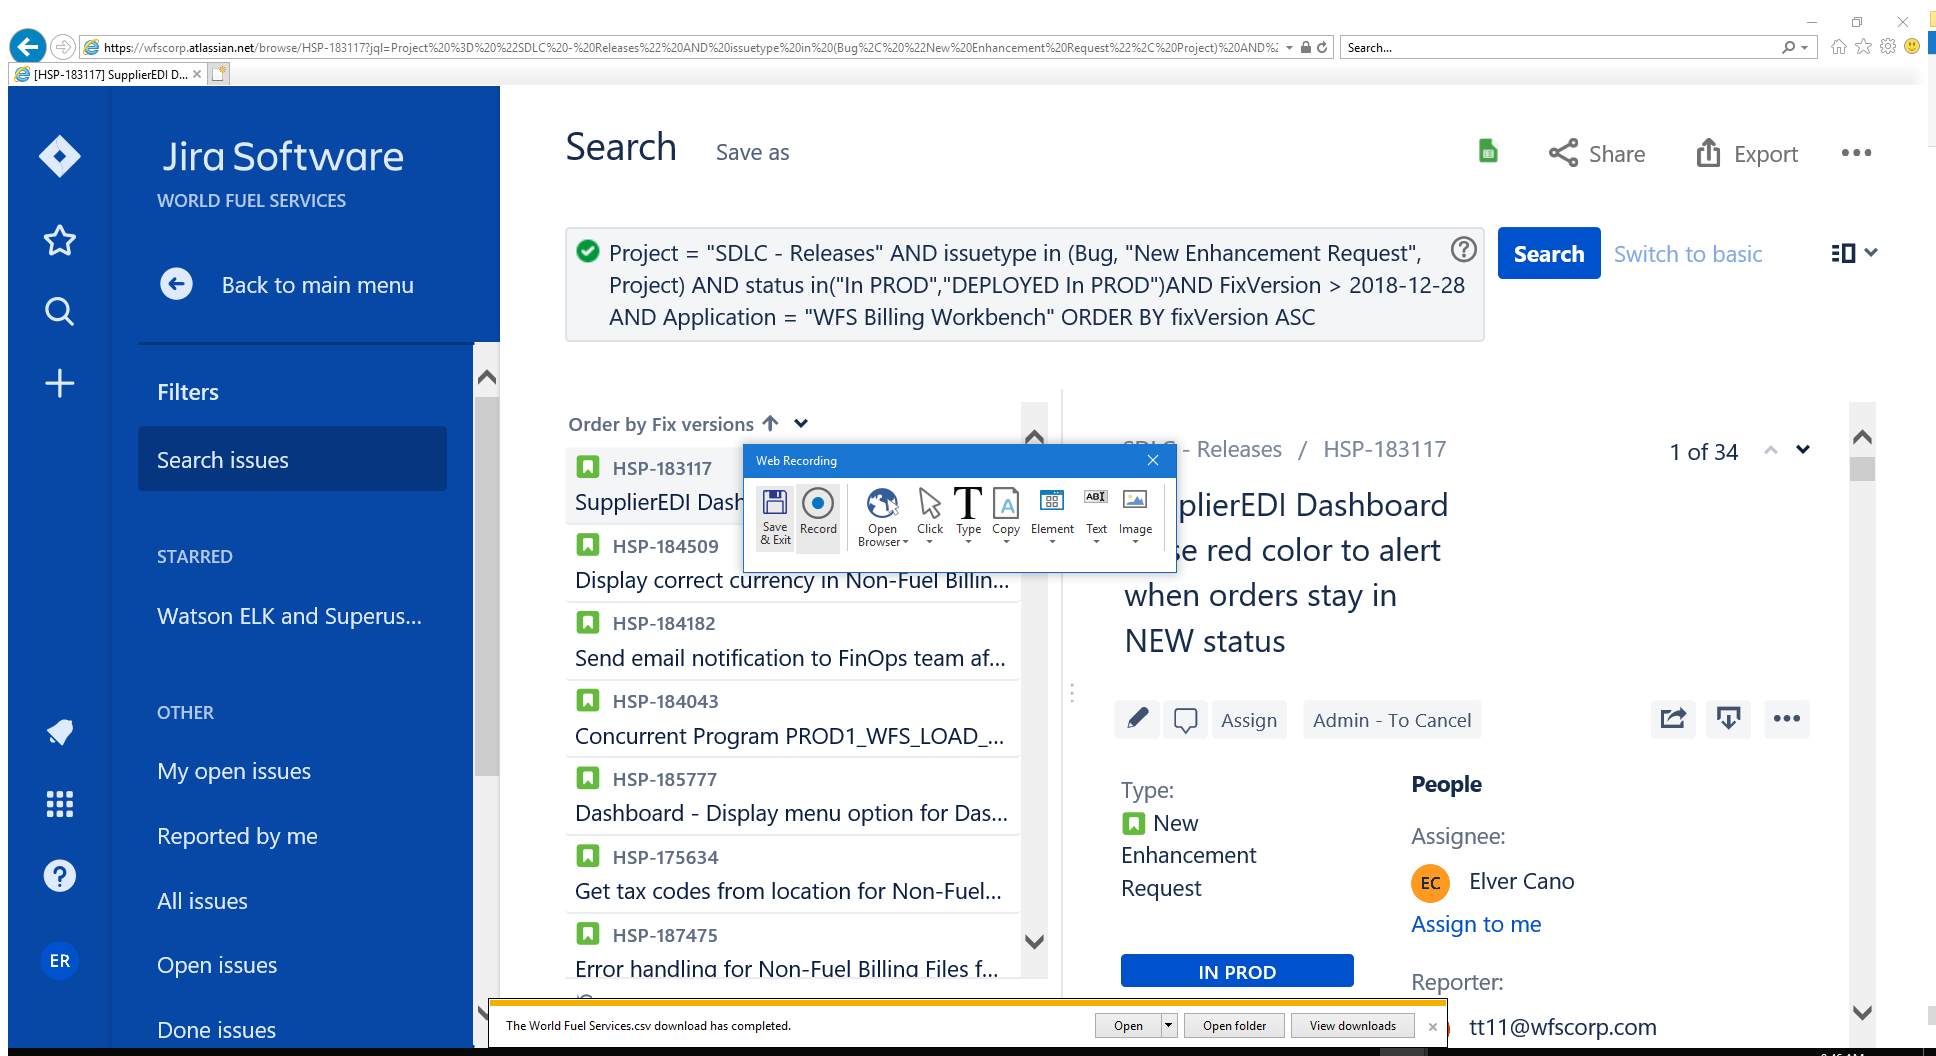 https://wfscorp.atlassian.net/browse/HSP-183117?jql=Project%20%3D%20%22SDLC%20-%20Releases%22%20AND%20issuetype%20in%20(Bug%2C%20%22New%20Enhancement%20Request%22%2C%20Project)%20AND%2
Search...
[HSP-183117] SupplierEDI D...
Jira Software
WORLD FUEL SERVICES
Back to main menu
Filters
Search issues
STARRED
Watson ELK and Superus...
OTHER
My open issues
Reported by me
All issues
Open issues
Done issues
ER
Search
Save as
Share
Export
Project = "SDLC - Releases" AND issuetype in (Bug, "New Enhancement Request",
Project) AND status in("In PROD","DEPLOYED In PROD")AND FixVersion > 2018-12-28
AND Application = "WFS Billing Workbench" ORDER BY fixVersion ASC
Search
Switch to basic
Order by Fix versions
HSP-183117
SupplierEDI Dash
HSP-184509
Display correct currency in Non-Fuel Billin...
HSP-184182
Send email notification to FinOps team af...
HSP-184043
Concurrent Program PROD1_WFS_LOAD_...
HSP-185777
Dashboard - Display menu option for Das...
HSP-175634
Get tax codes from location for Non-Fuel...
HSP-187475
Error handling for Non-Fuel Billing Files f...
Web Recording
Save & Exit
Record
Open Browser
Click
Type
Copy
Element
Text
Image
- Releases / HSP-183117
1 of 34
plierEDI Dashboard
se red color to alert
when orders stay in
NEW status
Assign
Admin - To Cancel
Type:
New
Enhancement
Request
IN PROD
People
Assignee:
EC
Elver Cano
Assign to me
Reporter:
tt11@wfscorp.com
The World Fuel Services.csv download has completed.
Open
Open folder
View downloads